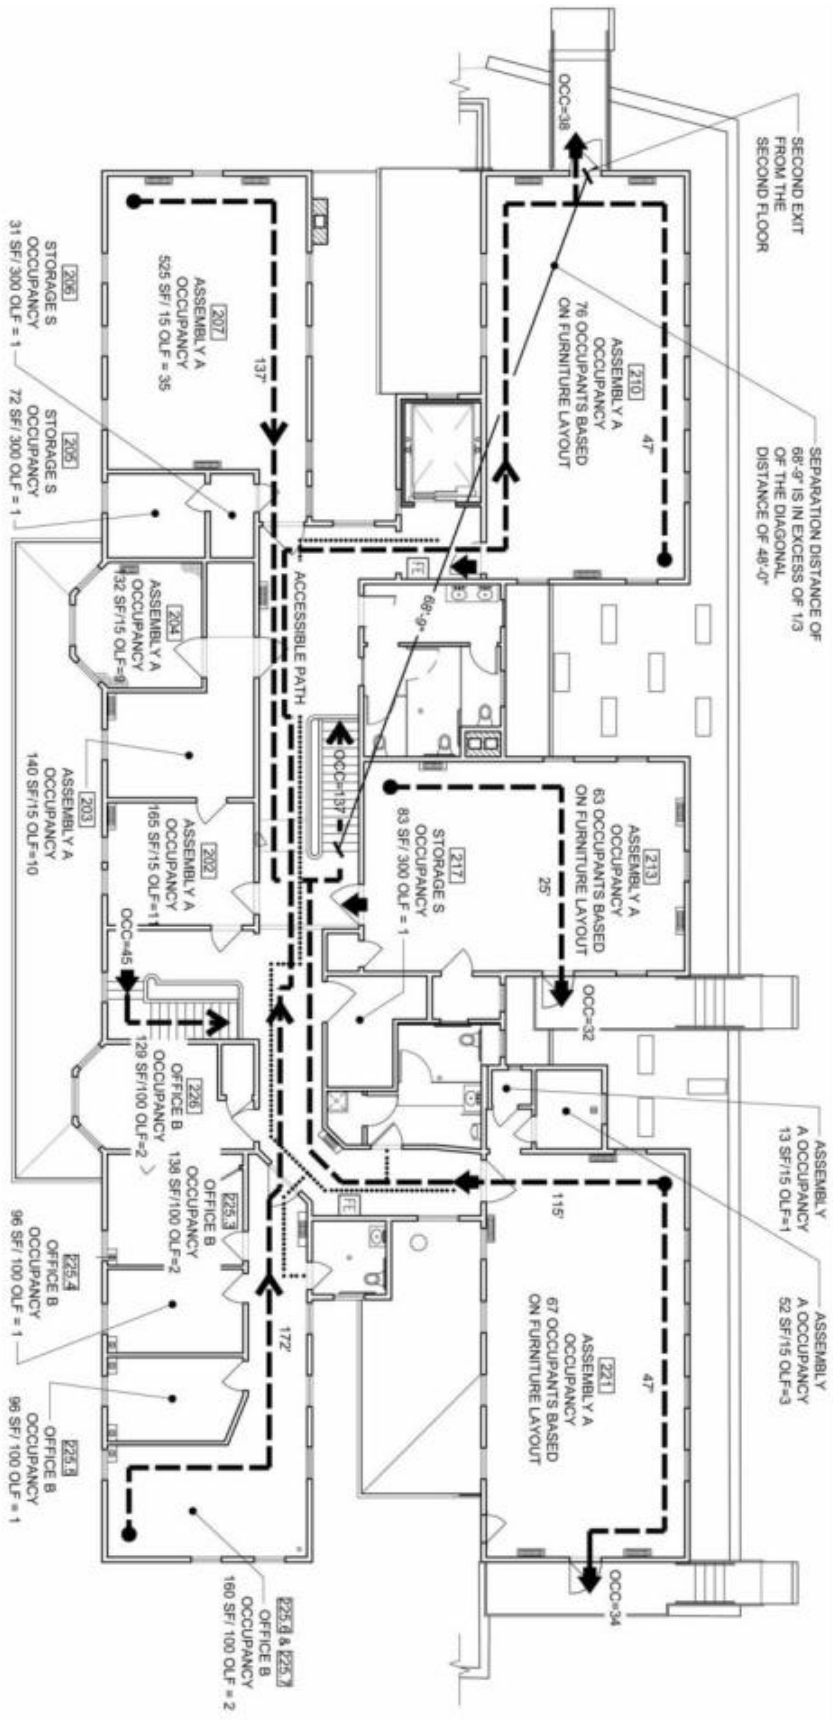 SECOND EXIT
FROM THE
SECOND FLOOR
SEPARATION DISTANCE OF
68'-9" IS IN EXCESS OF 1/3
OF THE DIAGONAL
DISTANCE OF 48'-0"
ASSEMBLY
A OCCUPANCY
13 SF/15 OLF=1
ASSEMBLY
A OCCUPANCY
52 SF/15 OLF=3
OCC=38
210
ASSEMBLY A
OCCUPANCY
76 OCCUPANTS BASED
ON FURNITURE LAYOUT
47'
213
ASSEMBLY A
OCCUPANCY
63 OCCUPANTS BASED
ON FURNITURE LAYOUT
25'
OCC=32
217
STORAGE S
OCCUPANCY
83 SF/ 300 OLF = 1
221
ASSEMBLY A
OCCUPANCY
67 OCCUPANTS BASED
ON FURNITURE LAYOUT
47'
115'
OCC=34
FE
68'-9"
OCC=137
FE
ACCESSIBLE PATH
137'
172'
207
ASSEMBLY A
OCCUPANCY
525 SF/ 15 OLF = 35
204
ASSEMBLY A
OCCUPANCY
32 SF/15 OLF=9
202
ASSEMBLY A
OCCUPANCY
165 SF/15 OLF=11
OCC=45
226
OFFICE B
OCCUPANCY
129 SF/100 OLF=2
225.3
OFFICE B
OCCUPANCY
138 SF/100 OLF=2
206
STORAGE S
OCCUPANCY
31 SF/ 300 OLF = 1
205
STORAGE S
OCCUPANCY
72 SF/ 300 OLF = 1
203
ASSEMBLY A
OCCUPANCY
140 SF/15 OLF=10
225.4
OFFICE B
OCCUPANCY
96 SF/ 100 OLF = 1
225.5
OFFICE B
OCCUPANCY
96 SF/ 100 OLF = 1
225.6 & 225.7
OFFICE B
OCCUPANCY
160 SF/ 100 OLF = 2